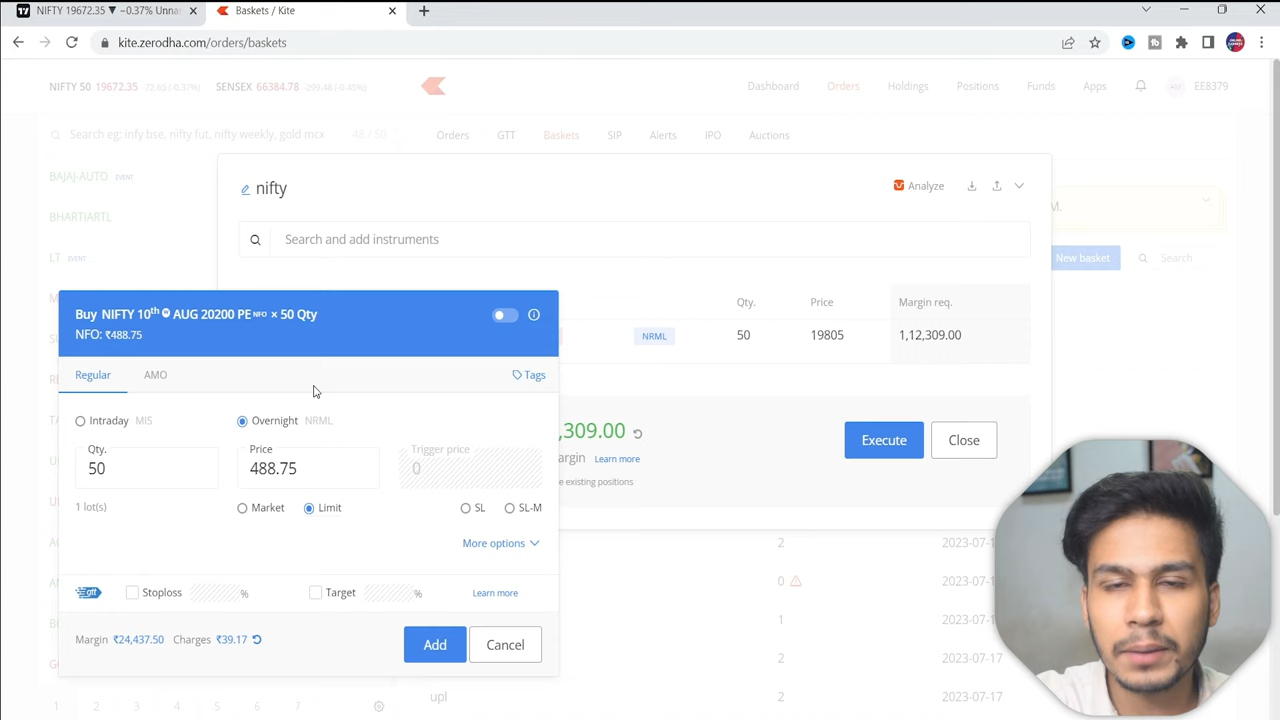 NIFTY 19672.35 ▼ −0.37% Unna
Baskets / Kite
kite.zerodha.com/orders/baskets
NIFTY 50 19672.35 -72.65 (-0.37%) SENSEX 66384.78 -299.48 (-0.45%)
Dashboard Orders Holdings Positions Funds Apps EE8379
Search eg: infy bse, nifty fut, nifty weekly, gold mcx 48 / 50
Orders GTT Baskets SIP Alerts IPO Auctions
BAJAJ-AUTO EVENT
nifty
Analyze
BHARTIARTL
M.
Search and add instruments
LT EVENT
New basket
Search
Qty. Price Margin req.
NRML 50 19805 1,12,309.00
Buy NIFTY 10th W AUG 20200 PE NFO × 50 Qty
NFO: ₹488.75
Regular AMO Tags
Intraday MIS Overnight NRML
Qty. Price Trigger price
50 488.75 0
1 lot(s) Market Limit SL SL-M
More options
gtt Stoploss % Target % Learn more
Margin ₹24,437.50 Charges ₹39.17
Add Cancel
,309.00
Execute Close
argin Learn more
e existing positions
2 2023-07-1
0 2023-07-1
1 2023-07-17
2 2023-07-17
upl 2 2023-07-17
1 2 3 4 5 6 7